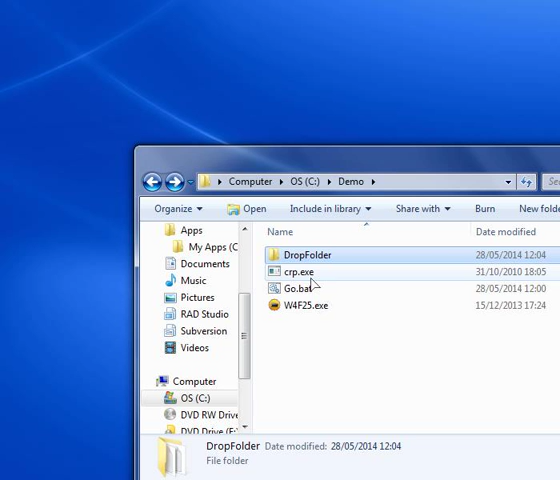 Computer OS (C:) Demo
Organize Open Include in library Share with Burn New folde
Apps
My Apps (C
Documents
Music
Pictures
RAD Studio
Subversion
Videos
Computer
OS (C:)
DVD RW Drive
DVD Drive (F:
Name Date modified
DropFolder 28/05/2014 12:04
crp.exe 31/10/2010 18:05
Go.bat 28/05/2014 12:00
W4F25.exe 15/12/2013 17:24
DropFolder Date modified: 28/05/2014 12:04
File folder